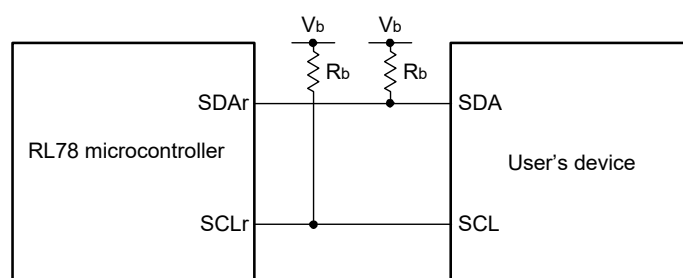 Vb Vb
Rb Rb
SDAr SDA
RL78 microcontroller User’s device
SCLr SCL